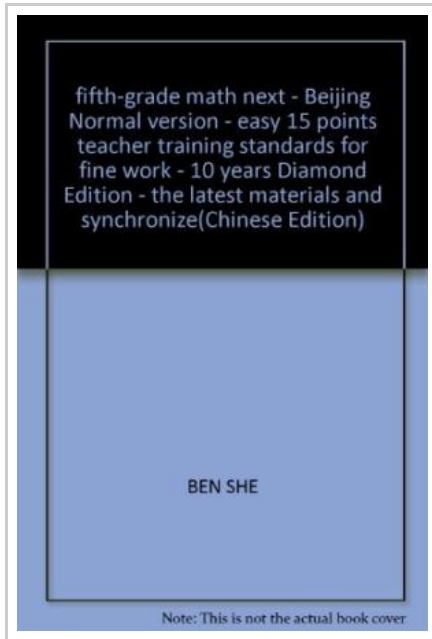 fifth-grade math next - Beijing
Normal version - easy 15 points
teacher training standards for
fine work - 10 years Diamond
Edition - the latest materials and
synchronize(Chinese Edition)
BEN SHE
Note: This is not the actual book cover